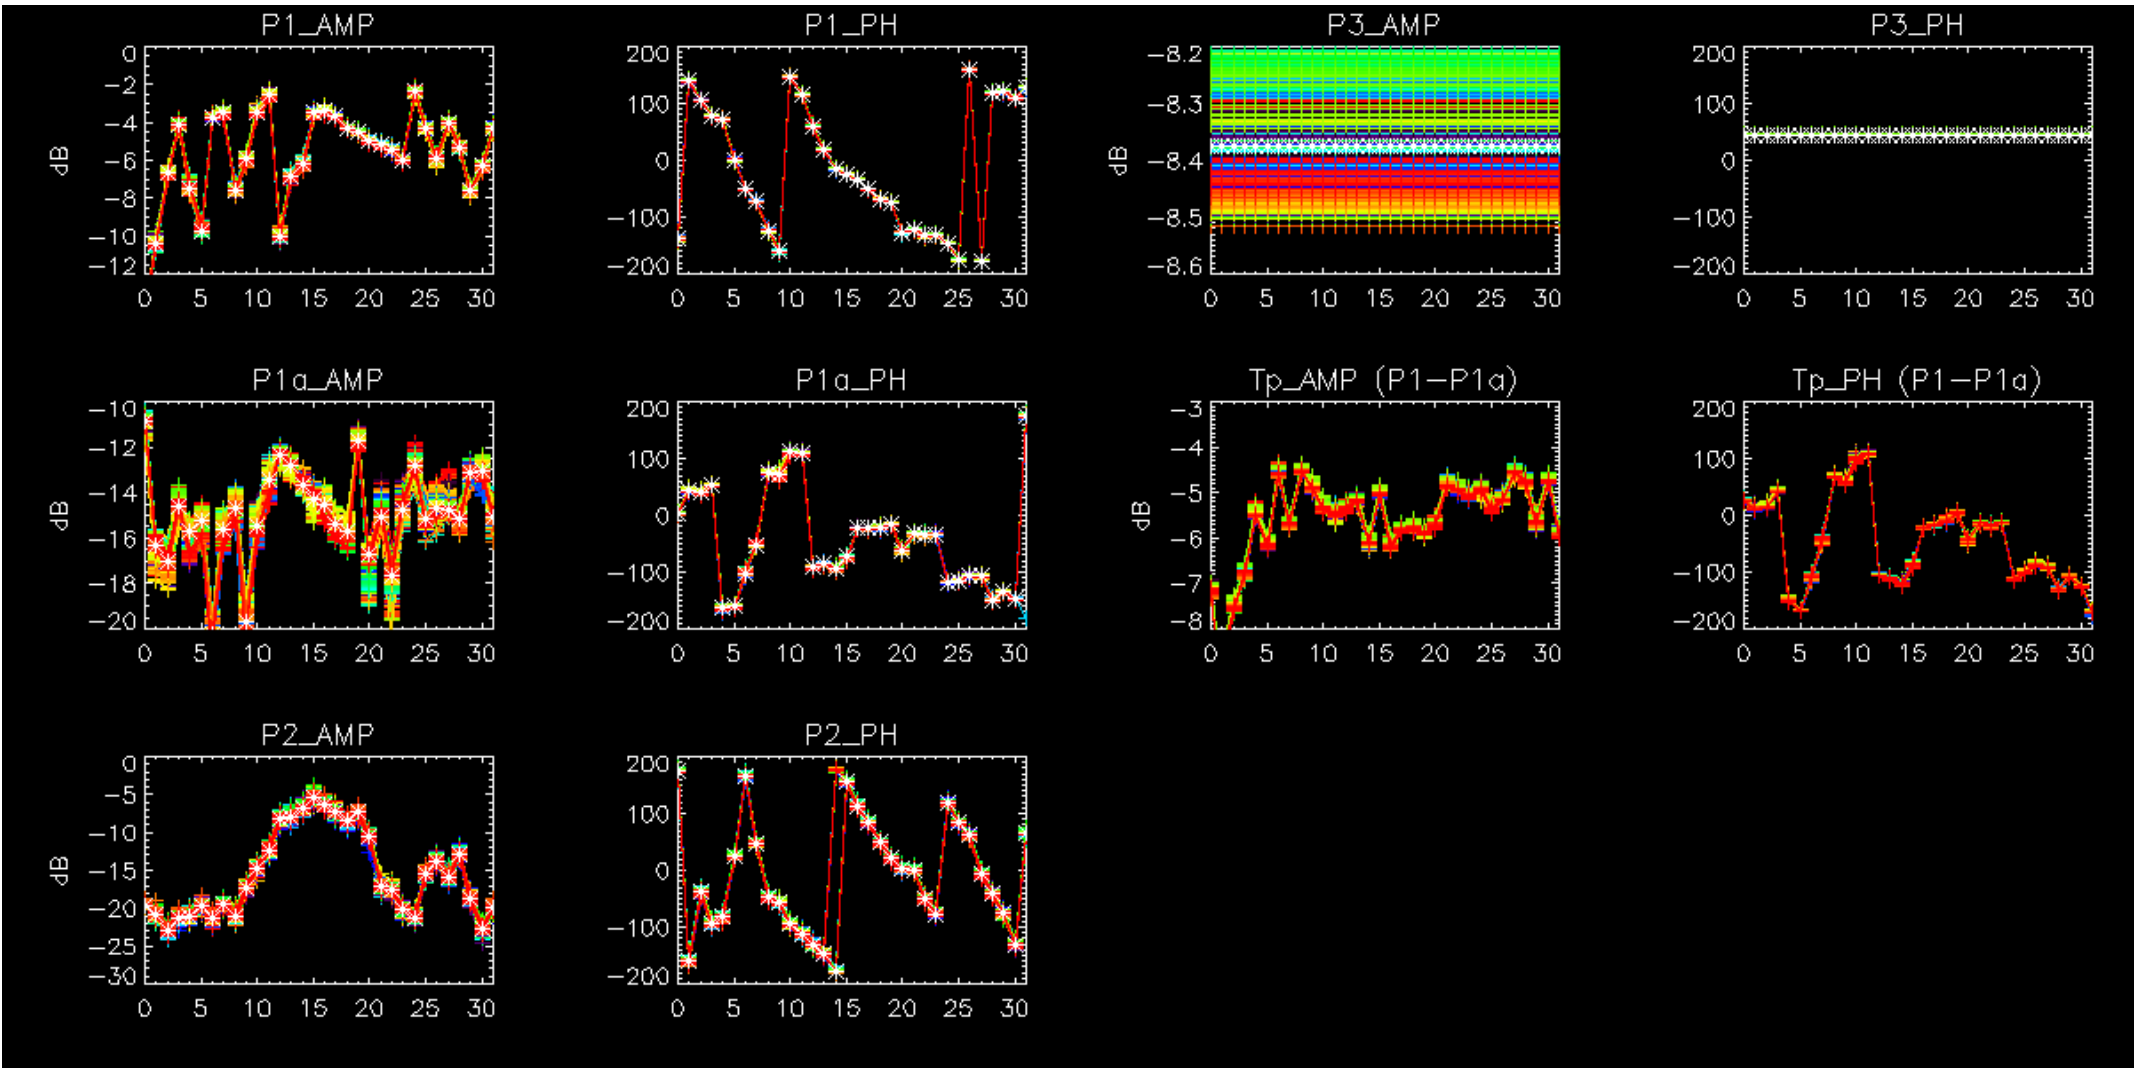 P1_AMP P1_PH P3_AMP P3_PH
0 200 -8.2 200
-2
100 -8.3 100
-4
dB -6 0 dB -8.4 0
-8
-100 -8.5 -100
-10
-12 -200 -8.6 -200
0 5 10 15 20 25 30 0 5 10 15 20 25 30 0 5 10 15 20 25 30 0 5 10 15 20 25 30
P1a_AMP P1a_PH Tp_AMP (P1-P1a) Tp_PH (P1-P1a)
-10 200 -3 200
-12 100 -4 100
-14
dB 0 dB -5 0
-16 -6
-18 -100 -7 -100
-20 -200 -8 -200
0 5 10 15 20 25 30 0 5 10 15 20 25 30 0 5 10 15 20 25 30 0 5 10 15 20 25 30
P2_AMP P2_PH
0 200
-5 100
-10
dB -15 0
-20 -100
-25
-30 -200
0 5 10 15 20 25 30 0 5 10 15 20 25 30